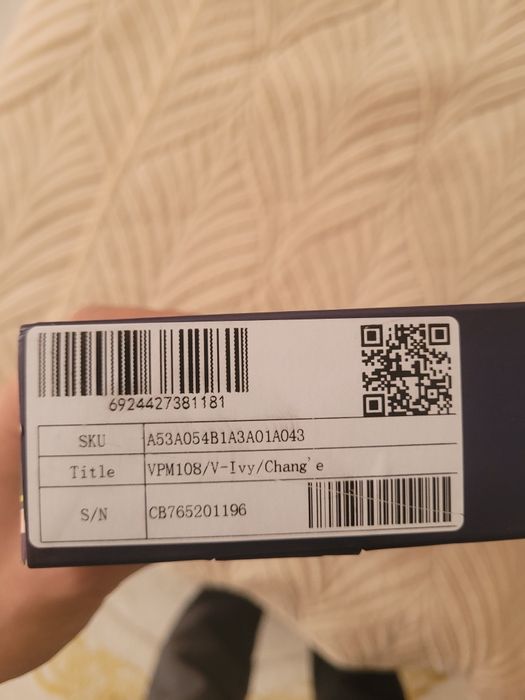 6924427381181
SKU A53A054B1A3A01A043
Title VPM108/V-Ivy/Chang'e
S/N CB765201196